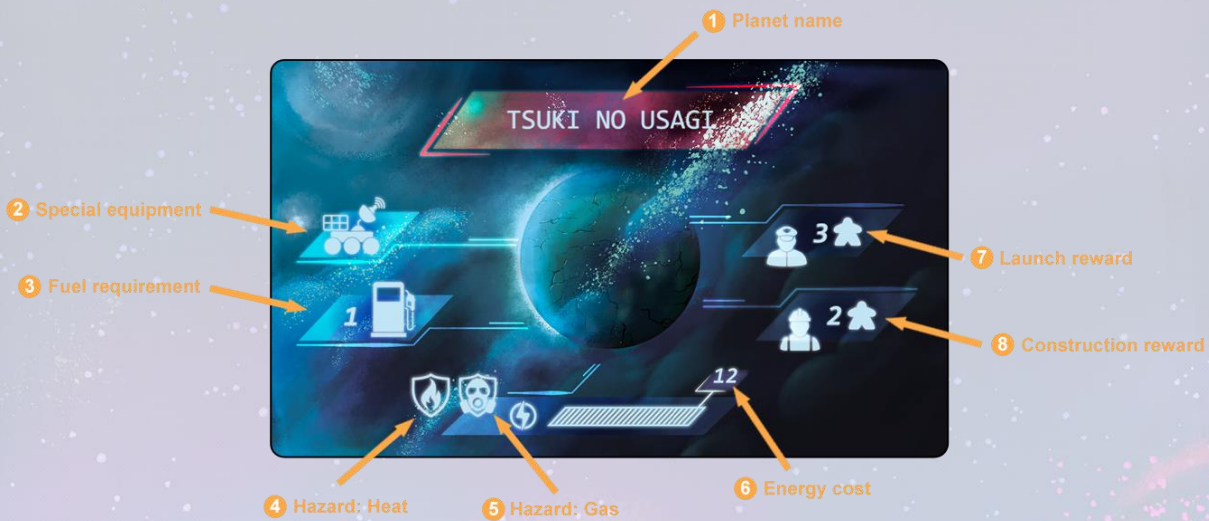 1 Planet name
TSUKI NO USAGI
2 Special equipment
3
7 Launch reward
3 Fuel requirement
1
2
8 Construction reward
12
6 Energy cost
4 Hazard: Heat
5 Hazard: Gas